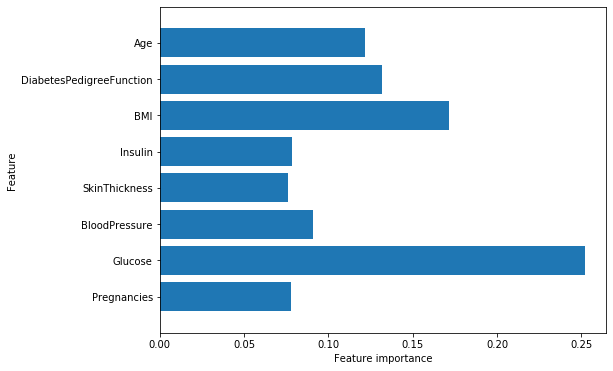 Age
DiabetesPedigreeFunction
BMI
Insulin
SkinThickness
BloodPressure
Glucose
Pregnancies
Feature
0.00 0.05 0.10 0.15 0.20 0.25
Feature importance